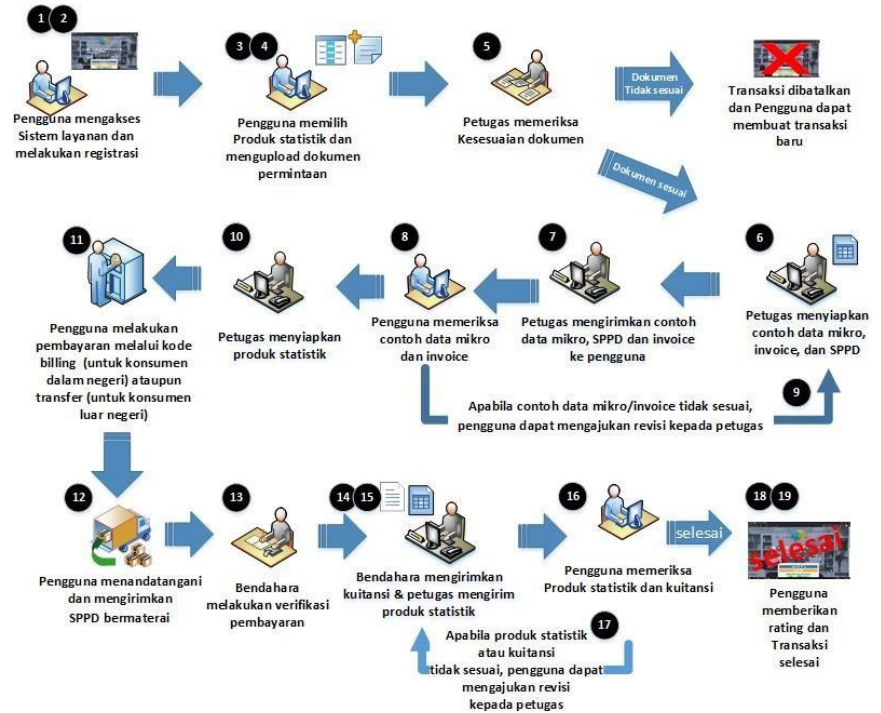 1 2
Pengguna mengakses
Sistem layanan dan
melakukan registrasi
3 4
Pengguna memilih
Produk statistik dan
mengupload dokumen
permintaan
5
Petugas memeriksa
Kesesuaian dokumen
Dokumen
Tidak sesuai
Transaksi dibatalkan
dan Pengguna dapat
membuat transaksi
baru
Dokumen sesuai
6
Petugas menyiapkan
contoh data mikro,
invoice, dan SPPD
7
Petugas mengirimkan contoh
data mikro, SPPD dan invoice
ke pengguna
8
Pengguna memeriksa
contoh data mikro
dan invoice
9
Apabila contoh data mikro/invoice tidak sesuai,
pengguna dapat mengajukan revisi kepada petugas
10
Petugas menyiapkan
produk statistik
11
Pengguna melakukan
pembayaran melalui kode
billing (untuk konsumen
dalam negeri) ataupun
transfer (untuk konsumen
luar negeri)
12
Pengguna menandatangani
dan mengirimkan
SPPD bermaterai
13
Bendahara
melakukan verifikasi
pembayaran
14 15
Bendahara mengirimkan
kuitansi & petugas mengirim
produk statistik
16
Pengguna memeriksa
Produk statistik dan kuitansi
17
Apabila produk statistik
atau kuitansi
tidak sesuai, pengguna dapat
mengajukan revisi
kepada petugas
selesai
18 19
selesai
Pengguna
memberikan
rating dan
Transaksi
selesai